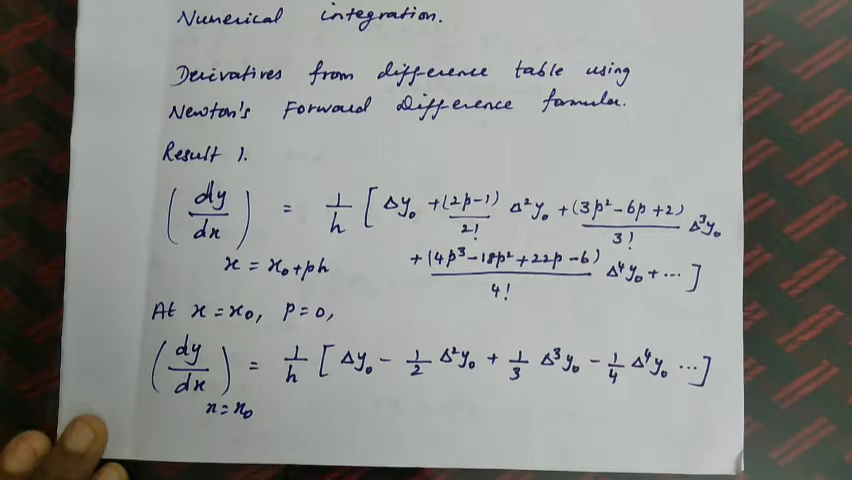 Numerical integration.
Derivatives from difference table using
Newton's Forward Difference formula.
Result 1.
(dy/dx) x = x₀+ph = 1/h [ Δy₀ + (2p-1)/2! Δ²y₀ + (3p²-6p+2)/3! Δ³y₀
+ (4p³-18p²+22p-6)/4! Δ⁴y₀ + ... ]
At x = x₀, p = 0,
(dy/dx) x = x₀ = 1/h [ Δy₀ - 1/2 Δ²y₀ + 1/3 Δ³y₀ - 1/4 Δ⁴y₀ ... ]